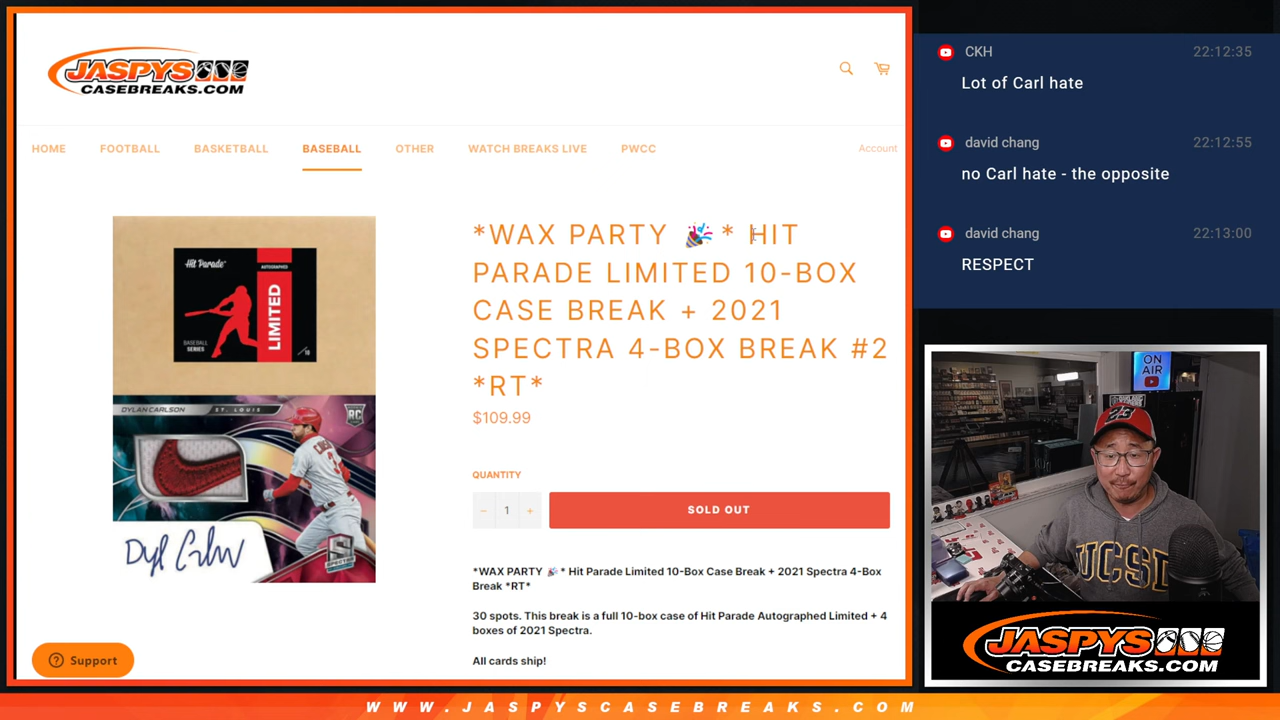 JASPYS
CASEBREAKS.COM
HOME
FOOTBALL
BASKETBALL
BASEBALL
OTHER
WATCH BREAKS LIVE
PWCC
Account
Hit Parade
AUTOGRAPHED
LIMITED
BASEBALL
SERIES
DYLAN CARLSON
ST. LOUIS
RC
SPECTRA
*WAX PARTY 🎉* HIT
PARADE LIMITED 10-BOX
CASE BREAK + 2021
SPECTRA 4-BOX BREAK #2
*RT*
$109.99
QUANTITY
− 1 +
SOLD OUT
*WAX PARTY 🎉* Hit Parade Limited 10-Box Case Break + 2021 Spectra 4-Box
Break *RT*
30 spots. This break is a full 10-box case of Hit Parade Autographed Limited + 4
boxes of 2021 Spectra.
All cards ship!
Support
CKH 22:12:35
Lot of Carl hate
david chang 22:12:55
no Carl hate - the opposite
david chang 22:13:00
RESPECT
ON
AIR
UCSD
JASPYS
CASEBREAKS.COM
WWW.JASPYSCASEBREAKS.COM